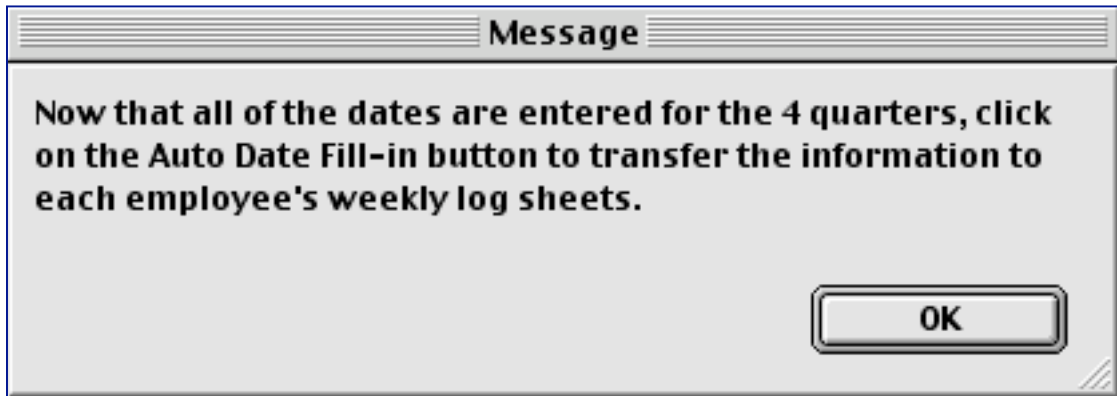 Message
Now that all of the dates are entered for the 4 quarters, click
on the Auto Date Fill-in button to transfer the information to
each employee's weekly log sheets.
OK